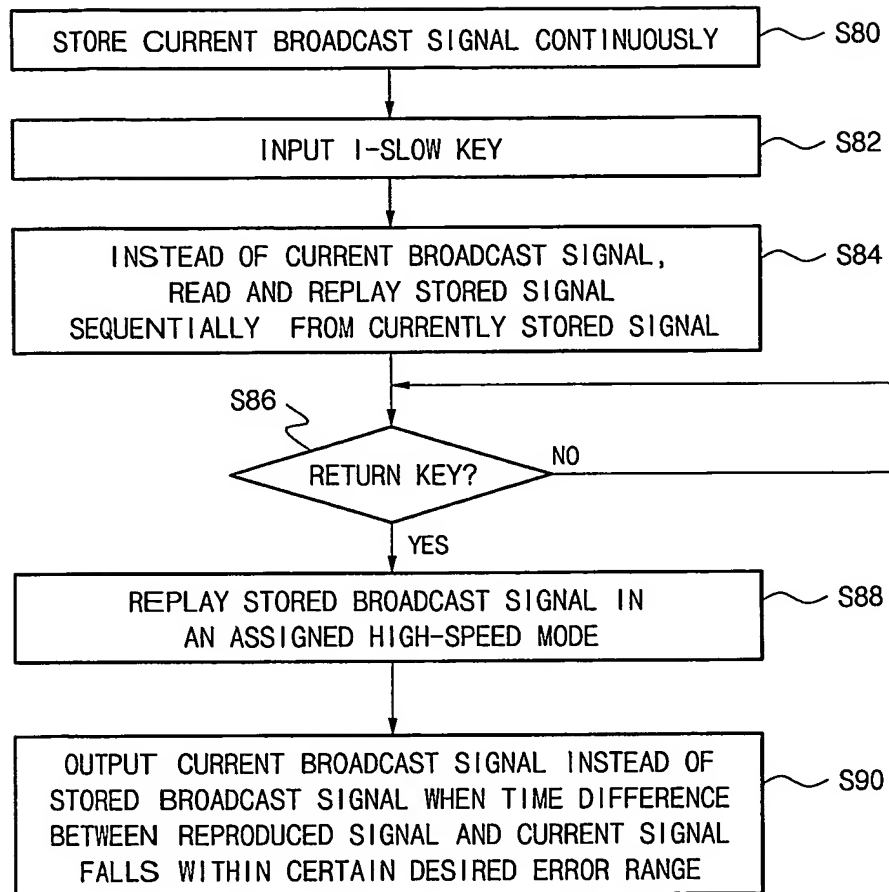 STORE CURRENT BROADCAST SIGNAL CONTINUOUSLY
S80
INPUT I-SLOW KEY
S82
INSTEAD OF CURRENT BROADCAST SIGNAL,
READ AND REPLAY STORED SIGNAL
SEQUENTIALLY FROM CURRENTLY STORED SIGNAL
S84
S86
RETURN KEY?
NO
YES
REPLAY STORED BROADCAST SIGNAL IN
AN ASSIGNED HIGH-SPEED MODE
S88
OUTPUT CURRENT BROADCAST SIGNAL INSTEAD OF
STORED BROADCAST SIGNAL WHEN TIME DIFFERENCE
BETWEEN REPRODUCED SIGNAL AND CURRENT SIGNAL
FALLS WITHIN CERTAIN DESIRED ERROR RANGE
S90